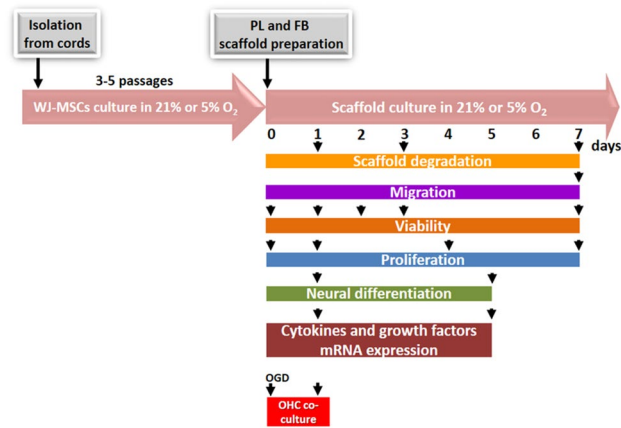 Isolation
from cords
PL and FB
scaffold preparation
3-5 passages
WJ-MSCs culture in 21% or 5% O₂
Scaffold culture in 21% or 5% O₂
0 1 2 3 4 5 6 7
days
Scaffold degradation
Migration
Viability
Proliferation
Neural differentiation
Cytokines and growth factors
mRNA expression
OGD
OHC co-
culture